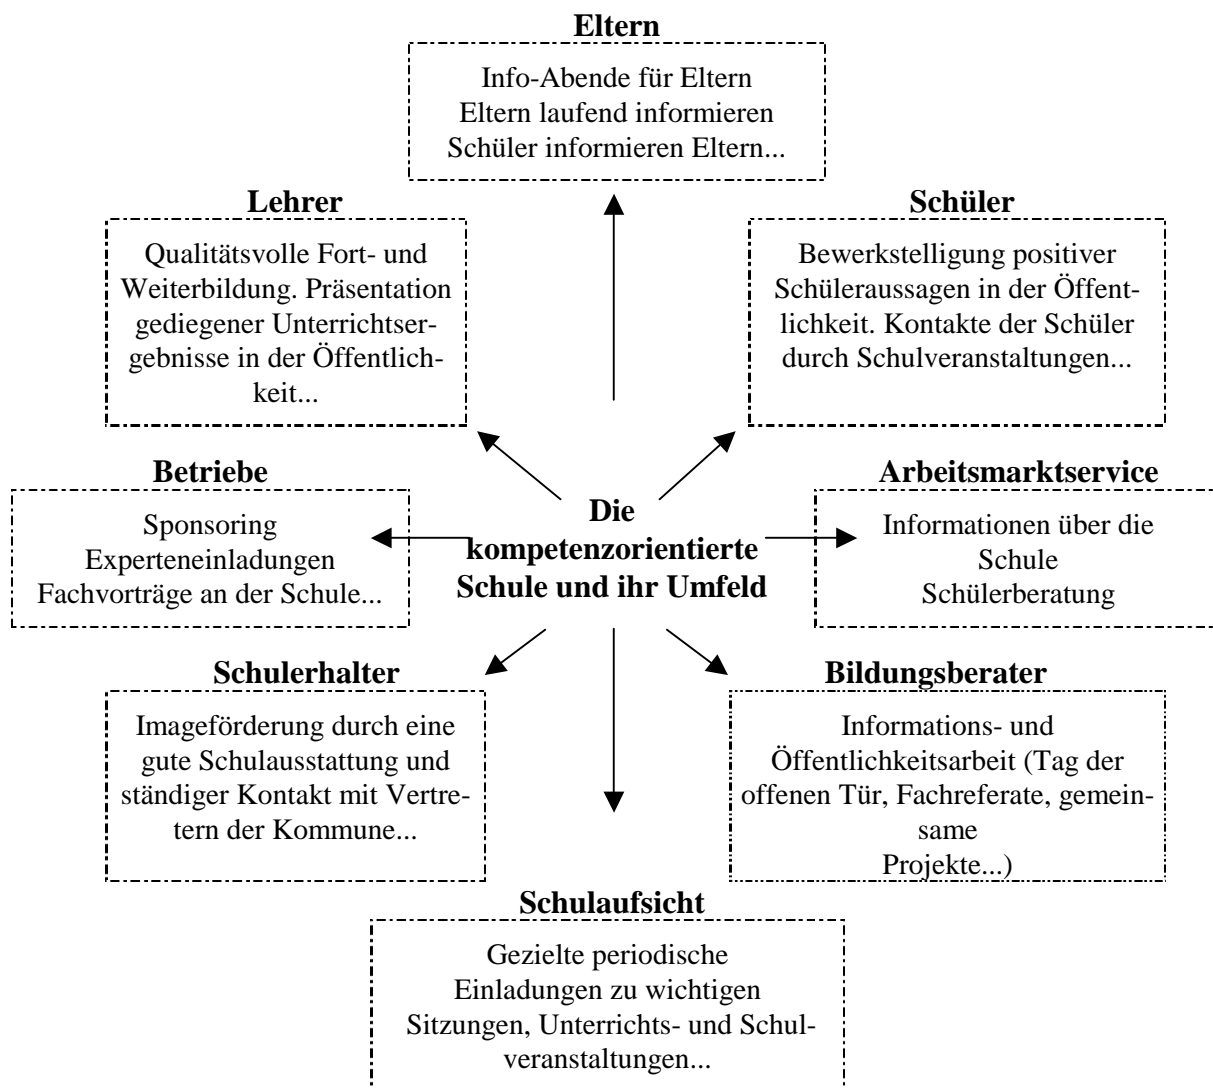 Eltern
Info-Abende für Eltern
Eltern laufend informieren
Schüler informieren Eltern...
Lehrer
Qualitätsvolle Fort- und
Weiterbildung. Präsentation
gediegener Unterrichtser-
gebnisse in der Öffentlich-
keit...
Schüler
Bewerkstelligung positiver
Schüleraussagen in der Öffent-
lichkeit. Kontakte der Schüler
durch Schulveranstaltungen...
Betriebe
Sponsoring
Experteneinladungen
Fachvorträge an der Schule...
Die
kompetenzorientierte
Schule und ihr Umfeld
Arbeitsmarktservice
Informationen über die
Schule
Schülerberatung
Schulerhalter
Imageförderung durch eine
gute Schulausstattung und
ständiger Kontakt mit Vertre-
tern der Kommune...
Bildungsberater
Informations- und
Öffentlichkeitsarbeit (Tag der
offenen Tür, Fachreferate, gemein-
same
Projekte...)
Schulaufsicht
Gezielte periodische
Einladungen zu wichtigen
Sitzungen, Unterrichts- und Schul-
veranstaltungen...